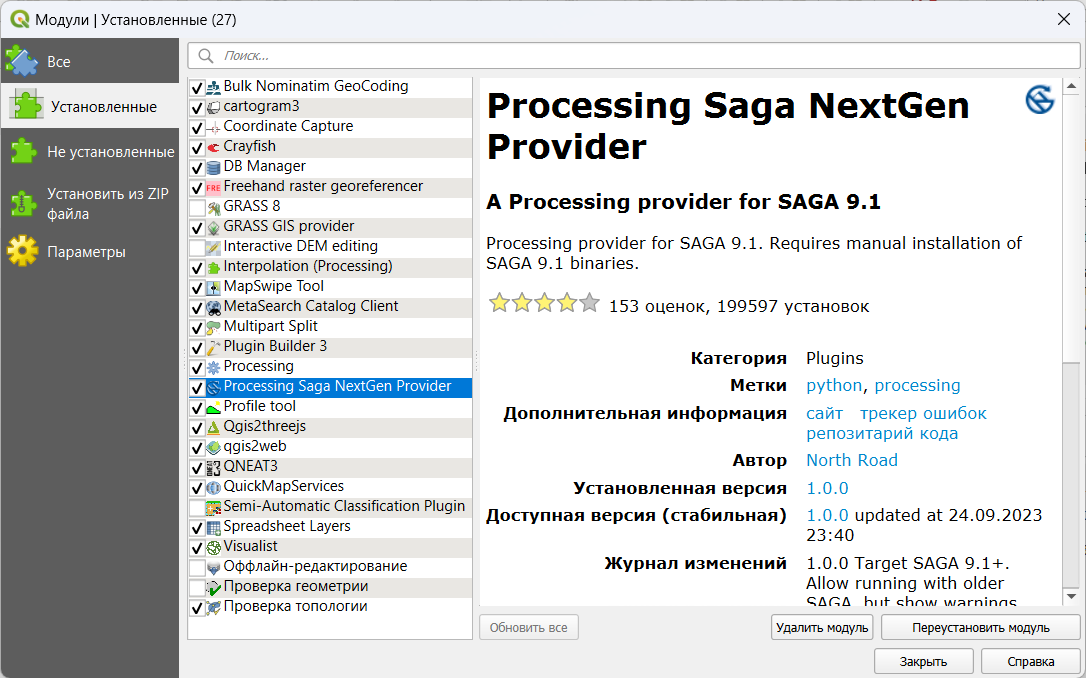 Модули | Установленные (27)
Все
Установленные
Не установленные
Установить из ZIP
файла
Параметры
Поиск...
Bulk Nominatim GeoCoding
cartogram3
Coordinate Capture
Crayfish
DB Manager
FRE Freehand raster georeferencer
GRASS 8
GRASS GIS provider
Interactive DEM editing
Interpolation (Processing)
MapSwipe Tool
MetaSearch Catalog Client
Multipart Split
Plugin Builder 3
Processing
Processing Saga NextGen Provider
Profile tool
Qgis2threejs
qgis2web
QNEAT3
QuickMapServices
Semi-Automatic Classification Plugin
Spreadsheet Layers
Visualist
Оффлайн-редактирование
Проверка геометрии
Проверка топологии
Processing Saga NextGen
Provider
A Processing provider for SAGA 9.1
Processing provider for SAGA 9.1. Requires manual installation of
SAGA 9.1 binaries.
153 оценок, 199597 установок
Категория Plugins
Метки python, processing
Дополнительная информация сайт трекер ошибок
репозитарий кода
Автор North Road
Установленная версия 1.0.0
Доступная версия (стабильная) 1.0.0 updated at 24.09.2023
23:40
Журнал изменений 1.0.0 Target SAGA 9.1+.
Allow running with older
SAGA, but show warnings
Обновить все
Удалить модуль
Переустановить модуль
Закрыть
Справка